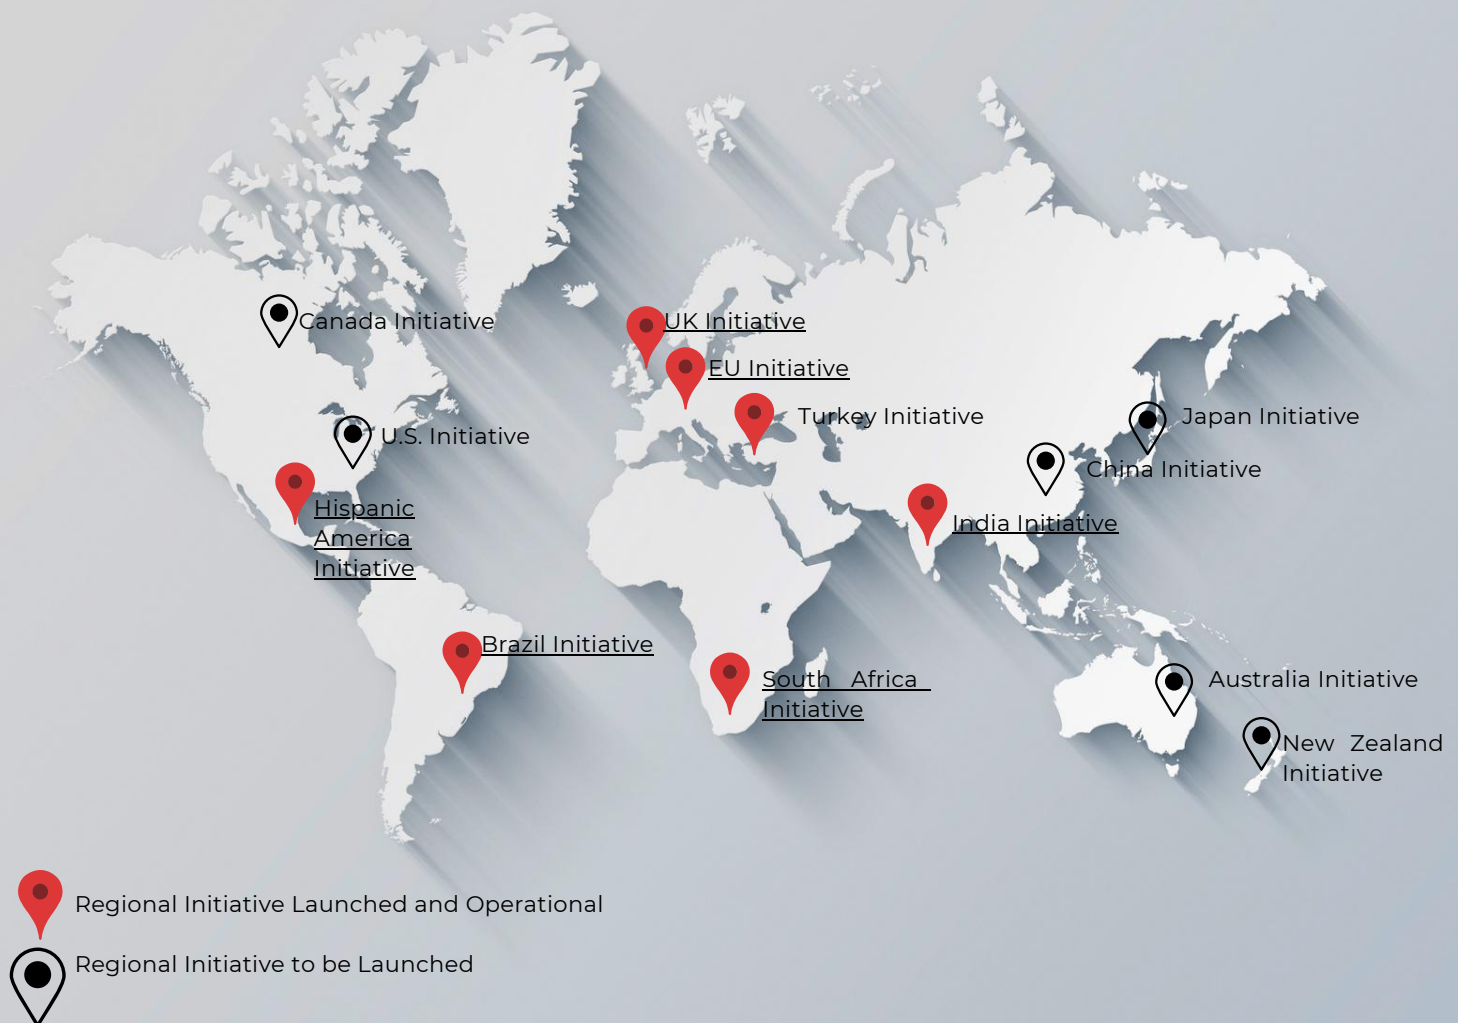 Canada Initiative
UK Initiative
EU Initiative
Turkey Initiative
Japan Initiative
U.S. Initiative
China Initiative
Hispanic
America
Initiative
India Initiative
Brazil Initiative
South Africa
Initiative
Australia Initiative
New Zealand
Initiative
Regional Initiative Launched and Operational
Regional Initiative to be Launched